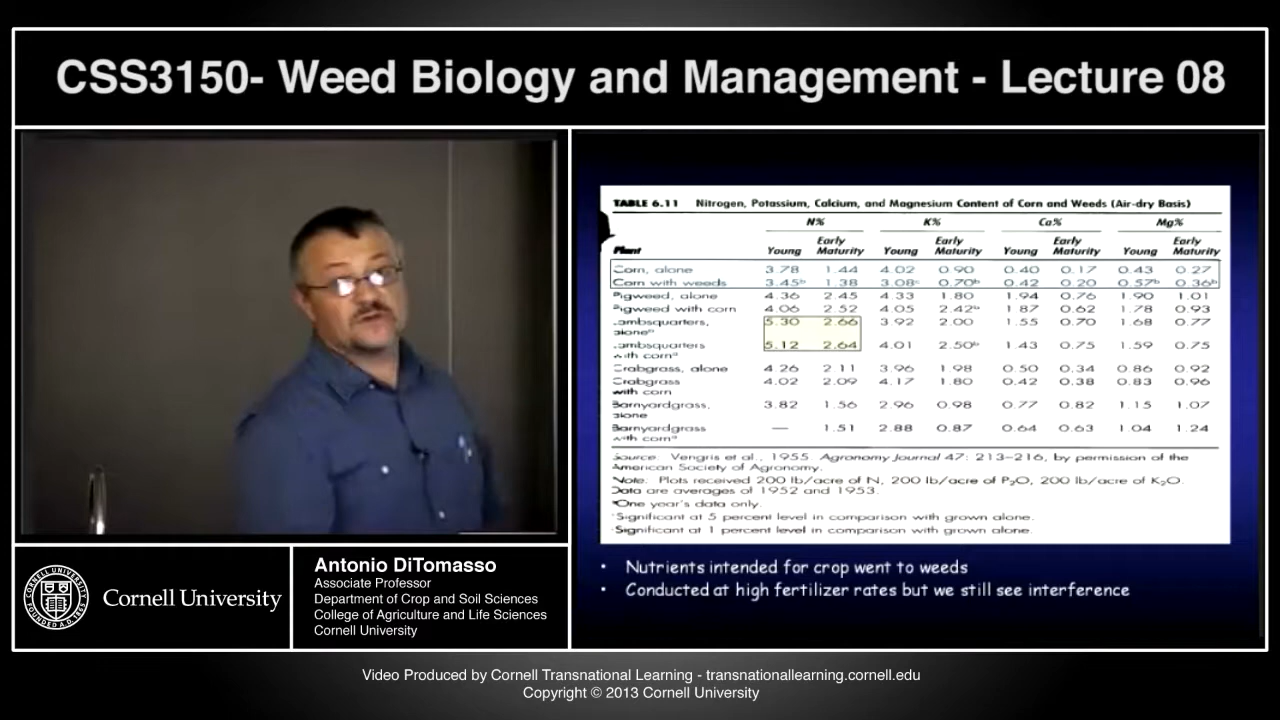 CSS3150- Weed Biology and Management - Lecture 08
TABLE 6.11 Nitrogen, Potassium, Calcium, and Magnesium Content of Corn and Weeds (Air-dry Basis)
N% K% Ca% Mg%
Plant Young Early Maturity Young Early Maturity Young Early Maturity Young Early Maturity
Corn, alone 3.78 1.44 4.02 0.90 0.40 0.17 0.43 0.27
Corn with weeds 3.45ᵇ 1.38 3.08ᶜ 0.70ᵇ 0.42 0.20 0.57ᵇ 0.36ᵇ
Pigweed, alone 4.36 2.45 4.33 1.80 1.94 0.76 1.90 1.01
Pigweed with corn 4.06 2.52 4.05 2.42ᵇ 1.87 0.62 1.78 0.93
Lambsquarters, 5.30 2.66 3.92 2.00 1.55 0.70 1.68 0.77
aloneᵃ
Lambsquarters 5.12 2.64 4.01 2.50ᵇ 1.43 0.75 1.59 0.75
with cornᵃ
Crabgrass, alone 4.26 2.11 3.96 1.98 0.50 0.34 0.86 0.92
Crabgrass 4.02 2.09 4.17 1.80 0.42 0.38 0.83 0.96
with corn
Barnyardgrass, 3.82 1.56 2.96 0.98 0.77 0.82 1.15 1.07
alone
Barnyardgrass — 1.51 2.88 0.87 0.64 0.63 1.04 1.24
with cornᵃ
Source: Vengris et al., 1955. Agronomy Journal 47: 213–216, by permission of the
American Society of Agronomy.
Note: Plots received 200 lb/acre of N, 200 lb/acre of P₂O, 200 lb/acre of K₂O.
Data are averages of 1952 and 1953.
One year's data only.
Significant at 5 percent level in comparison with grown alone.
Significant at 1 percent level in comparison with grown alone.
• Nutrients intended for crop went to weeds
• Conducted at high fertilizer rates but we still see interference
Cornell University
Antonio DiTomasso
Associate Professor
Department of Crop and Soil Sciences
College of Agriculture and Life Sciences
Cornell University
Video Produced by Cornell Transnational Learning - transnationallearning.cornell.edu
Copyright © 2013 Cornell University